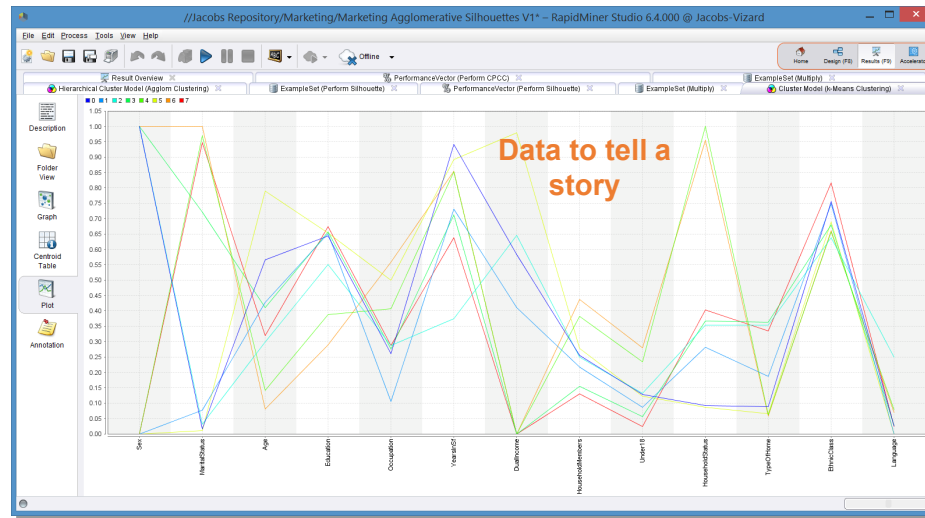 //Jacobs Repository/Marketing/Marketing Agglomerative Silhouettes V1* – RapidMiner Studio 6.4.000 @ Jacobs-Vizard
File Edit Process Tools View Help
Offline
Home Design (F8) Results (F9) Accelerator
Result Overview PerformanceVector (Perform CPCC) ExampleSet (Multiply)
Hierarchical Cluster Model (Agglom Clustering) ExampleSet (Perform Silhouette) PerformanceVector (Perform Silhouette) ExampleSet (Multiply) Cluster Model (k-Means Clustering)
0 1 2 3 4 5 6 7
Description
Folder
View
Graph
Centroid
Table
Plot
Annotation
1.05
1.00
0.95
0.90
0.85
0.80
0.75
0.70
0.65
0.60
0.55
0.50
0.45
0.40
0.35
0.30
0.25
0.20
0.15
0.10
0.05
0.00
Data to tell a
story
Sex
MaritalStatus
Age
Education
Occupation
YearsInSf
DualIncome
HouseholdMembers
Under18
HouseholdStatus
TypeOfHome
EthnicClass
Language